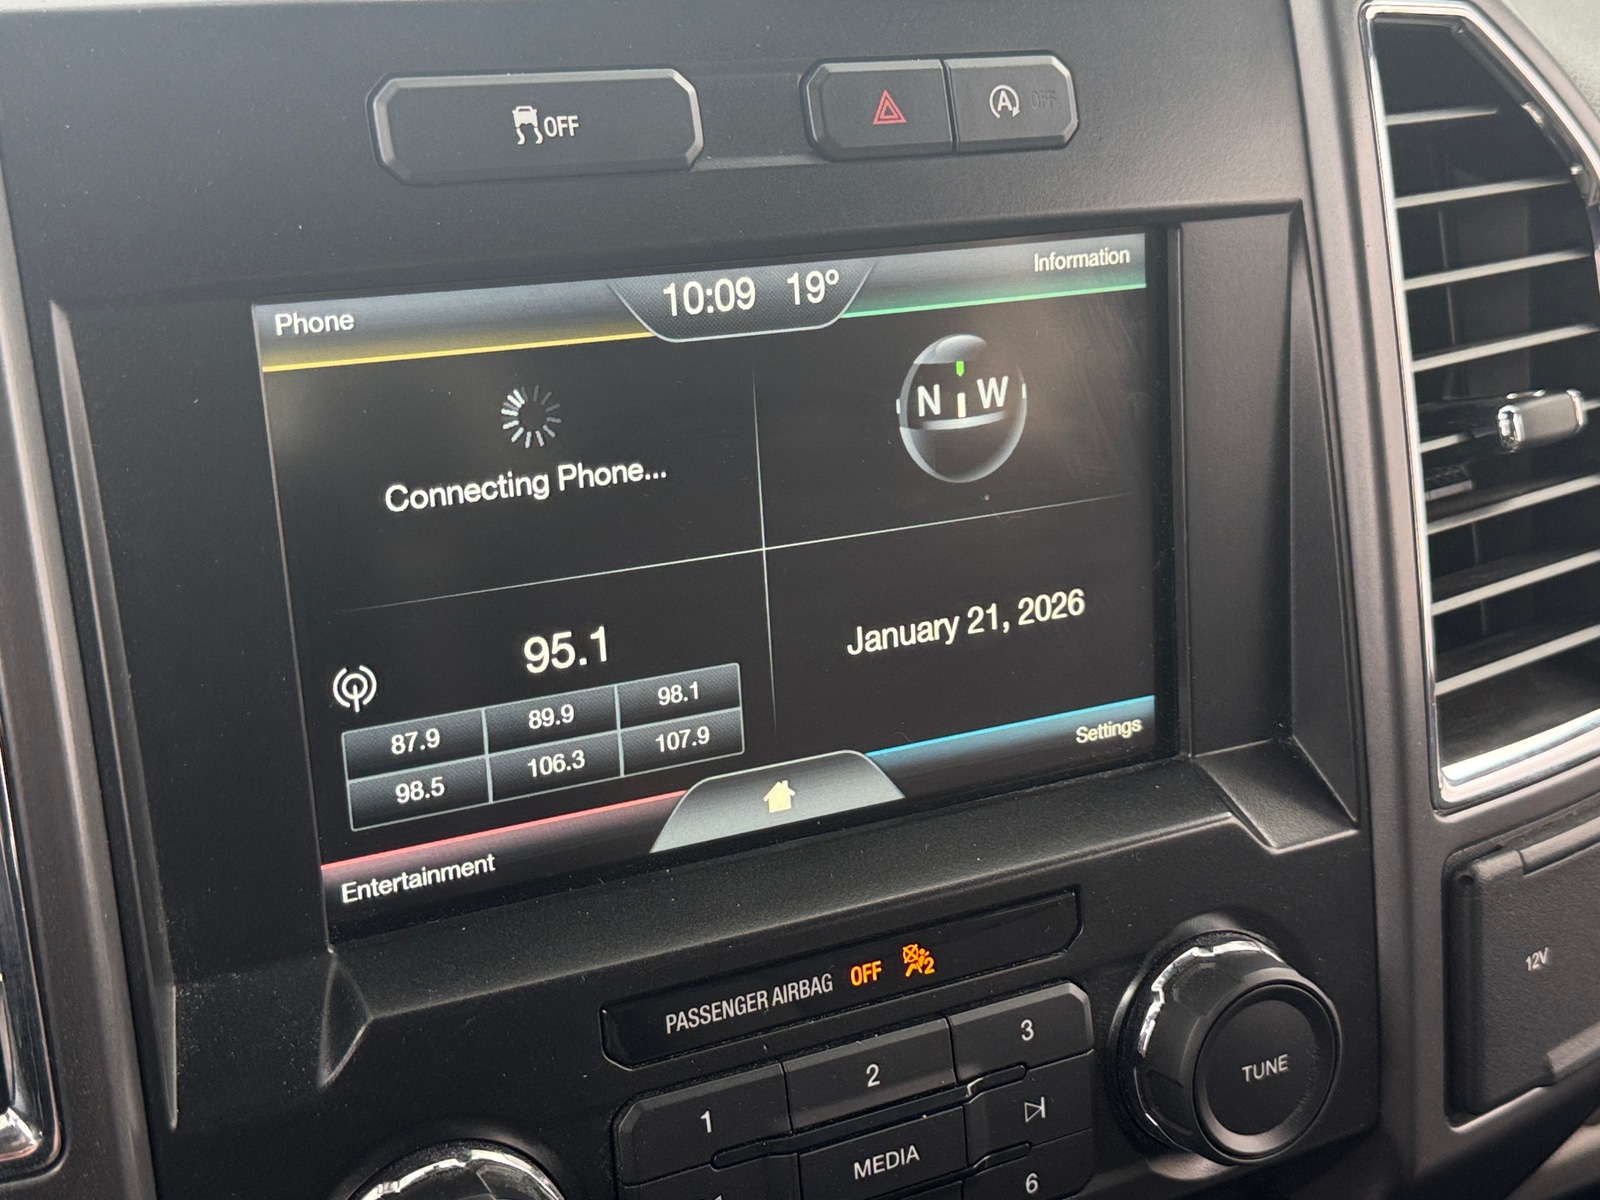 OFF
A OFF
Phone
10:09 19°
Information
N W
Connecting Phone...
95.1
January 21, 2026
87.9 89.9 98.1
98.5 106.3 107.9
Settings
Entertainment
PASSENGER AIRBAG OFF 2
1 2 3
MEDIA
6
TUNE
12V